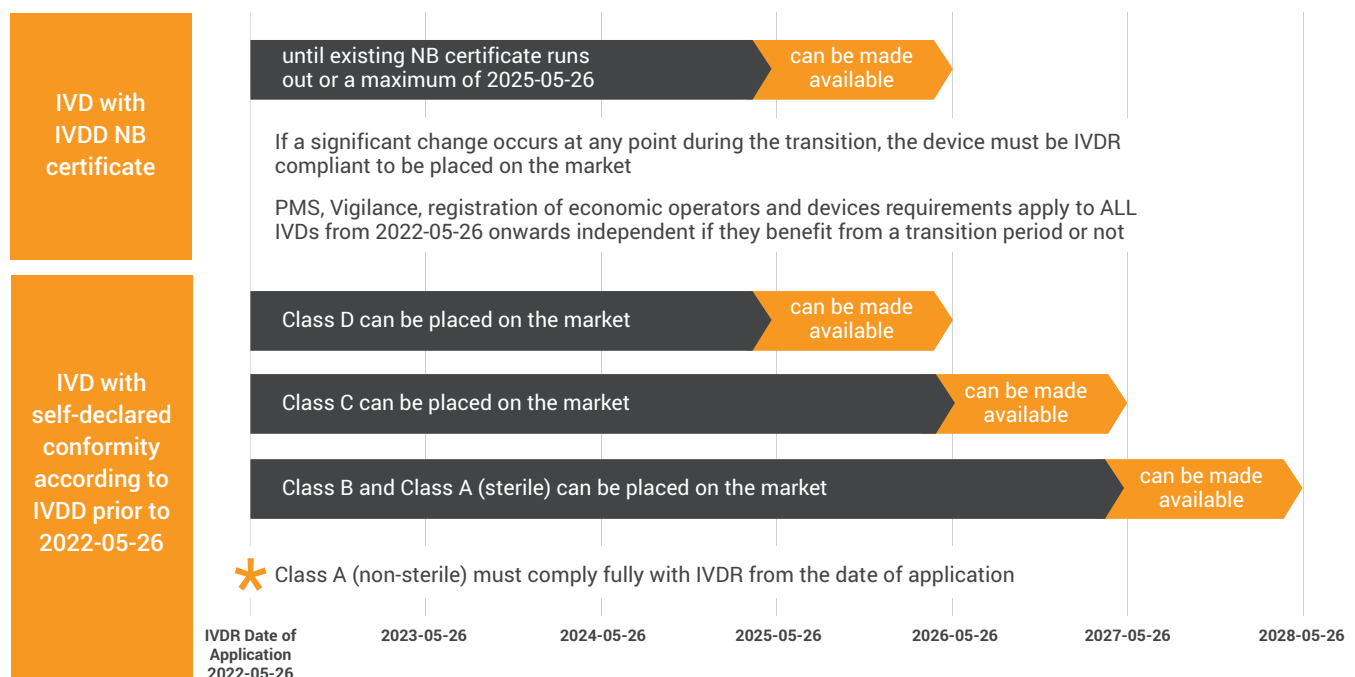 IVD with
IVDD NB
certificate
until existing NB certificate runs
out or a maximum of 2025-05-26
can be made
available
If a significant change occurs at any point during the transition, the device must be IVDR
compliant to be placed on the market
PMS, Vigilance, registration of economic operators and devices requirements apply to ALL
IVDs from 2022-05-26 onwards independent if they benefit from a transition period or not
IVD with
self-declared
conformity
according to
IVDD prior to
2022-05-26
Class D can be placed on the market
can be made
available
Class C can be placed on the market
can be made
available
Class B and Class A (sterile) can be placed on the market
can be made
available
* Class A (non-sterile) must comply fully with IVDR from the date of application
IVDR Date of
Application
2022-05-26
2023-05-26
2024-05-26
2025-05-26
2026-05-26
2027-05-26
2028-05-26